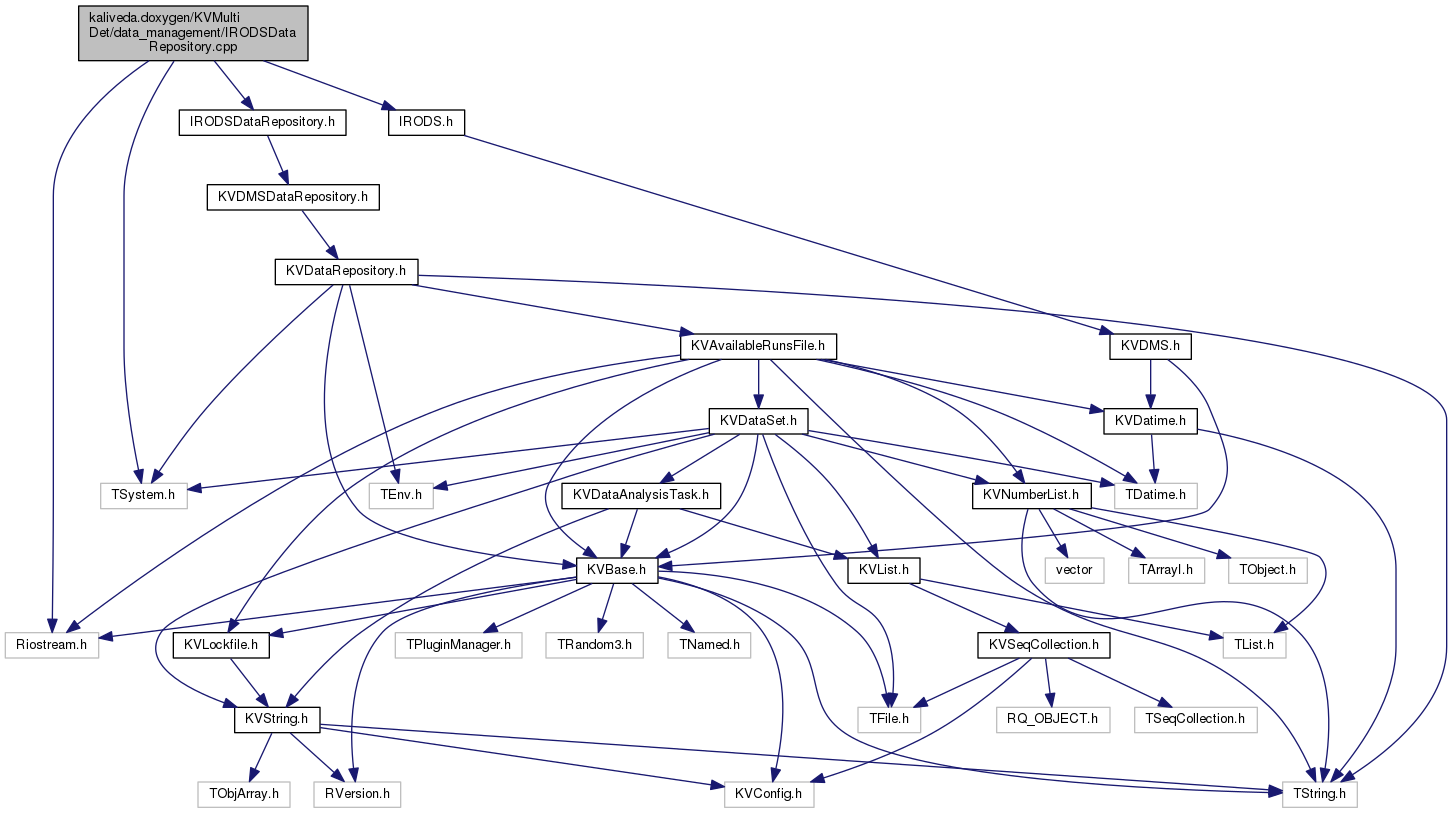 kaliveda.doxygen/KVMulti
Det/data_management/IRODSData
Repository.cpp
IRODSDataRepository.h
IRODS.h
KVDMSDataRepository.h
KVDataRepository.h
KVAvailableRunsFile.h
KVDMS.h
KVDataSet.h
KVDatime.h
TSystem.h
TEnv.h
KVDataAnalysisTask.h
KVNumberList.h
TDatime.h
KVBase.h
KVList.h
vector
TArrayI.h
TObject.h
Riostream.h
KVLockfile.h
TPluginManager.h
TRandom3.h
TNamed.h
KVSeqCollection.h
TList.h
KVString.h
TFile.h
RQ_OBJECT.h
TSeqCollection.h
TObjArray.h
RVersion.h
KVConfig.h
TString.h